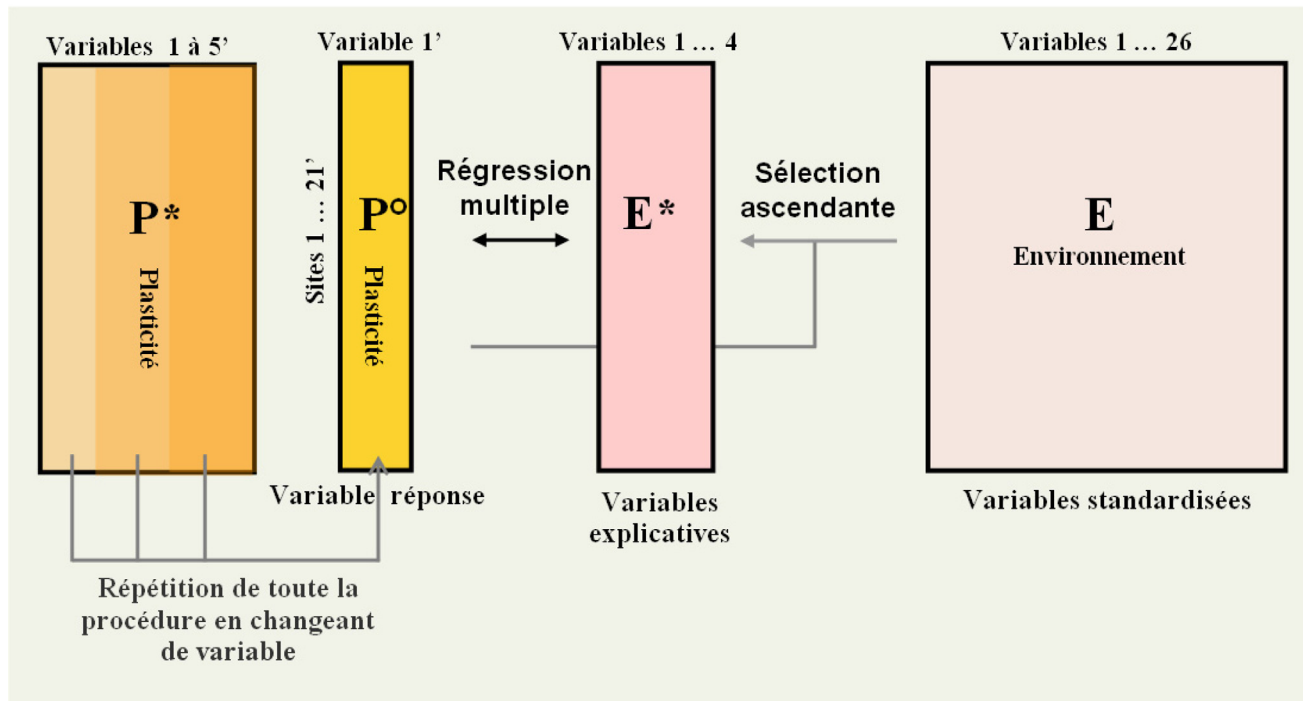 Variables 1 à 5’
Variable 1’
Variables 1 … 4
Variables 1 … 26
P*
Plasticité
Sites 1 … 21’
P°
Plasticité
Régression
multiple
E*
Sélection
ascendante
E
Environnement
Variable réponse
Variables
explicatives
Variables standardisées
Répétition de toute la
procédure en changeant
de variable